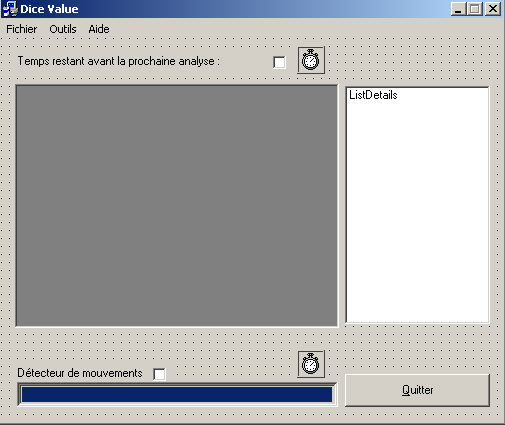 Dice Value
Fichier Outils Aide
Temps restant avant la prochaine analyse :
ListDetails
Détecteur de mouvements
Quitter